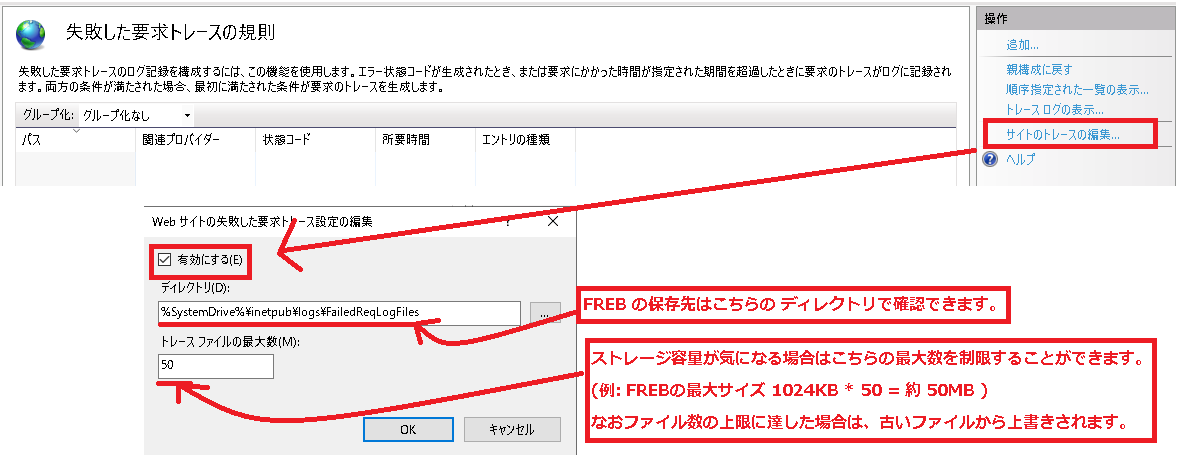 失敗した要求トレースの規則
失敗した要求トレースのログ記録を構成するには、この機能を使用します。エラー状態コードが生成されたとき、または要求にかかった時間が指定された期間を超過したときに要求のトレースがログに記録され
ます。両方の条件が満たされた場合、最初に満たされた条件が要求のトレースを生成します。
グループ化: グループ化なし
パス 関連プロバイダー 状態コード 所要時間 エントリの種類
操作
追加...
親構成に戻す
順序指定された一覧の表示...
トレース ログの表示...
サイトのトレースの編集...
ヘルプ
Web サイトの失敗した要求トレース設定の編集 ?
有効にする(E)
ディレクトリ(D):
%SystemDrive%¥inetpub¥logs¥FailedReqLogFiles ...
トレース ファイルの最大数(M):
50
OK キャンセル
FREB の保存先はこちらの ディレクトリで確認できます。
ストレージ容量が気になる場合はこちらの最大数を制限することができます。
(例: FREBの最大サイズ 1024KB * 50 = 約 50MB )
なおファイル数の上限に達した場合は、古いファイルから上書きされます。